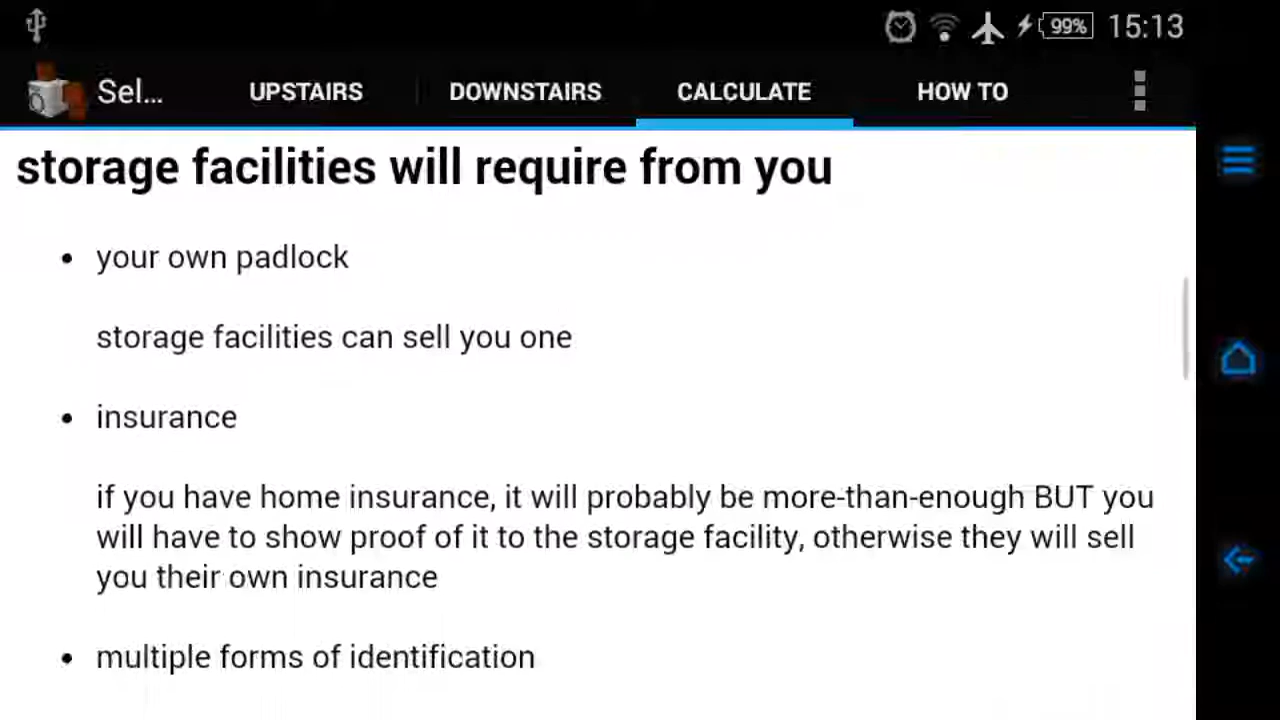 99% 15:13
Sel... UPSTAIRS DOWNSTAIRS CALCULATE HOW TO
storage facilities will require from you
• your own padlock
storage facilities can sell you one
• insurance
if you have home insurance, it will probably be more-than-enough BUT you
will have to show proof of it to the storage facility, otherwise they will sell
you their own insurance
• multiple forms of identification